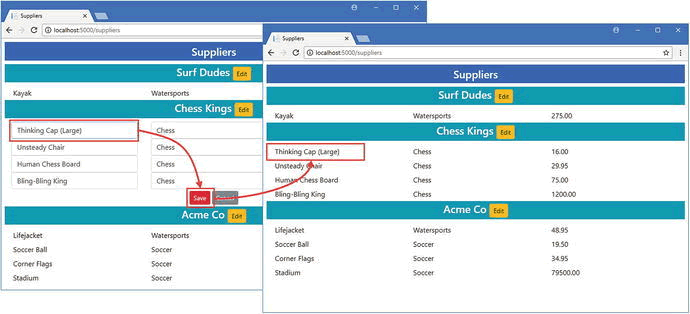 Suppliers
localhost:5000/suppliers
Suppliers
Surf Dudes Edit
Kayak Watersports
Chess Kings Edit
Thinking Cap (Large) Chess
Unsteady Chair Chess
Human Chess Board Chess
Bling-Bling King Chess
Save Cancel
Acme Co Edit
Lifejacket Watersports
Soccer Ball Soccer
Corner Flags Soccer
Stadium Soccer
Suppliers
localhost:5000/suppliers
Suppliers
Surf Dudes Edit
Kayak Watersports 275.00
Chess Kings Edit
Thinking Cap (Large) Chess 16.00
Unsteady Chair Chess 29.95
Human Chess Board Chess 75.00
Bling-Bling King Chess 1200.00
Acme Co Edit
Lifejacket Watersports 48.95
Soccer Ball Soccer 19.50
Corner Flags Soccer 34.95
Stadium Soccer 79500.00